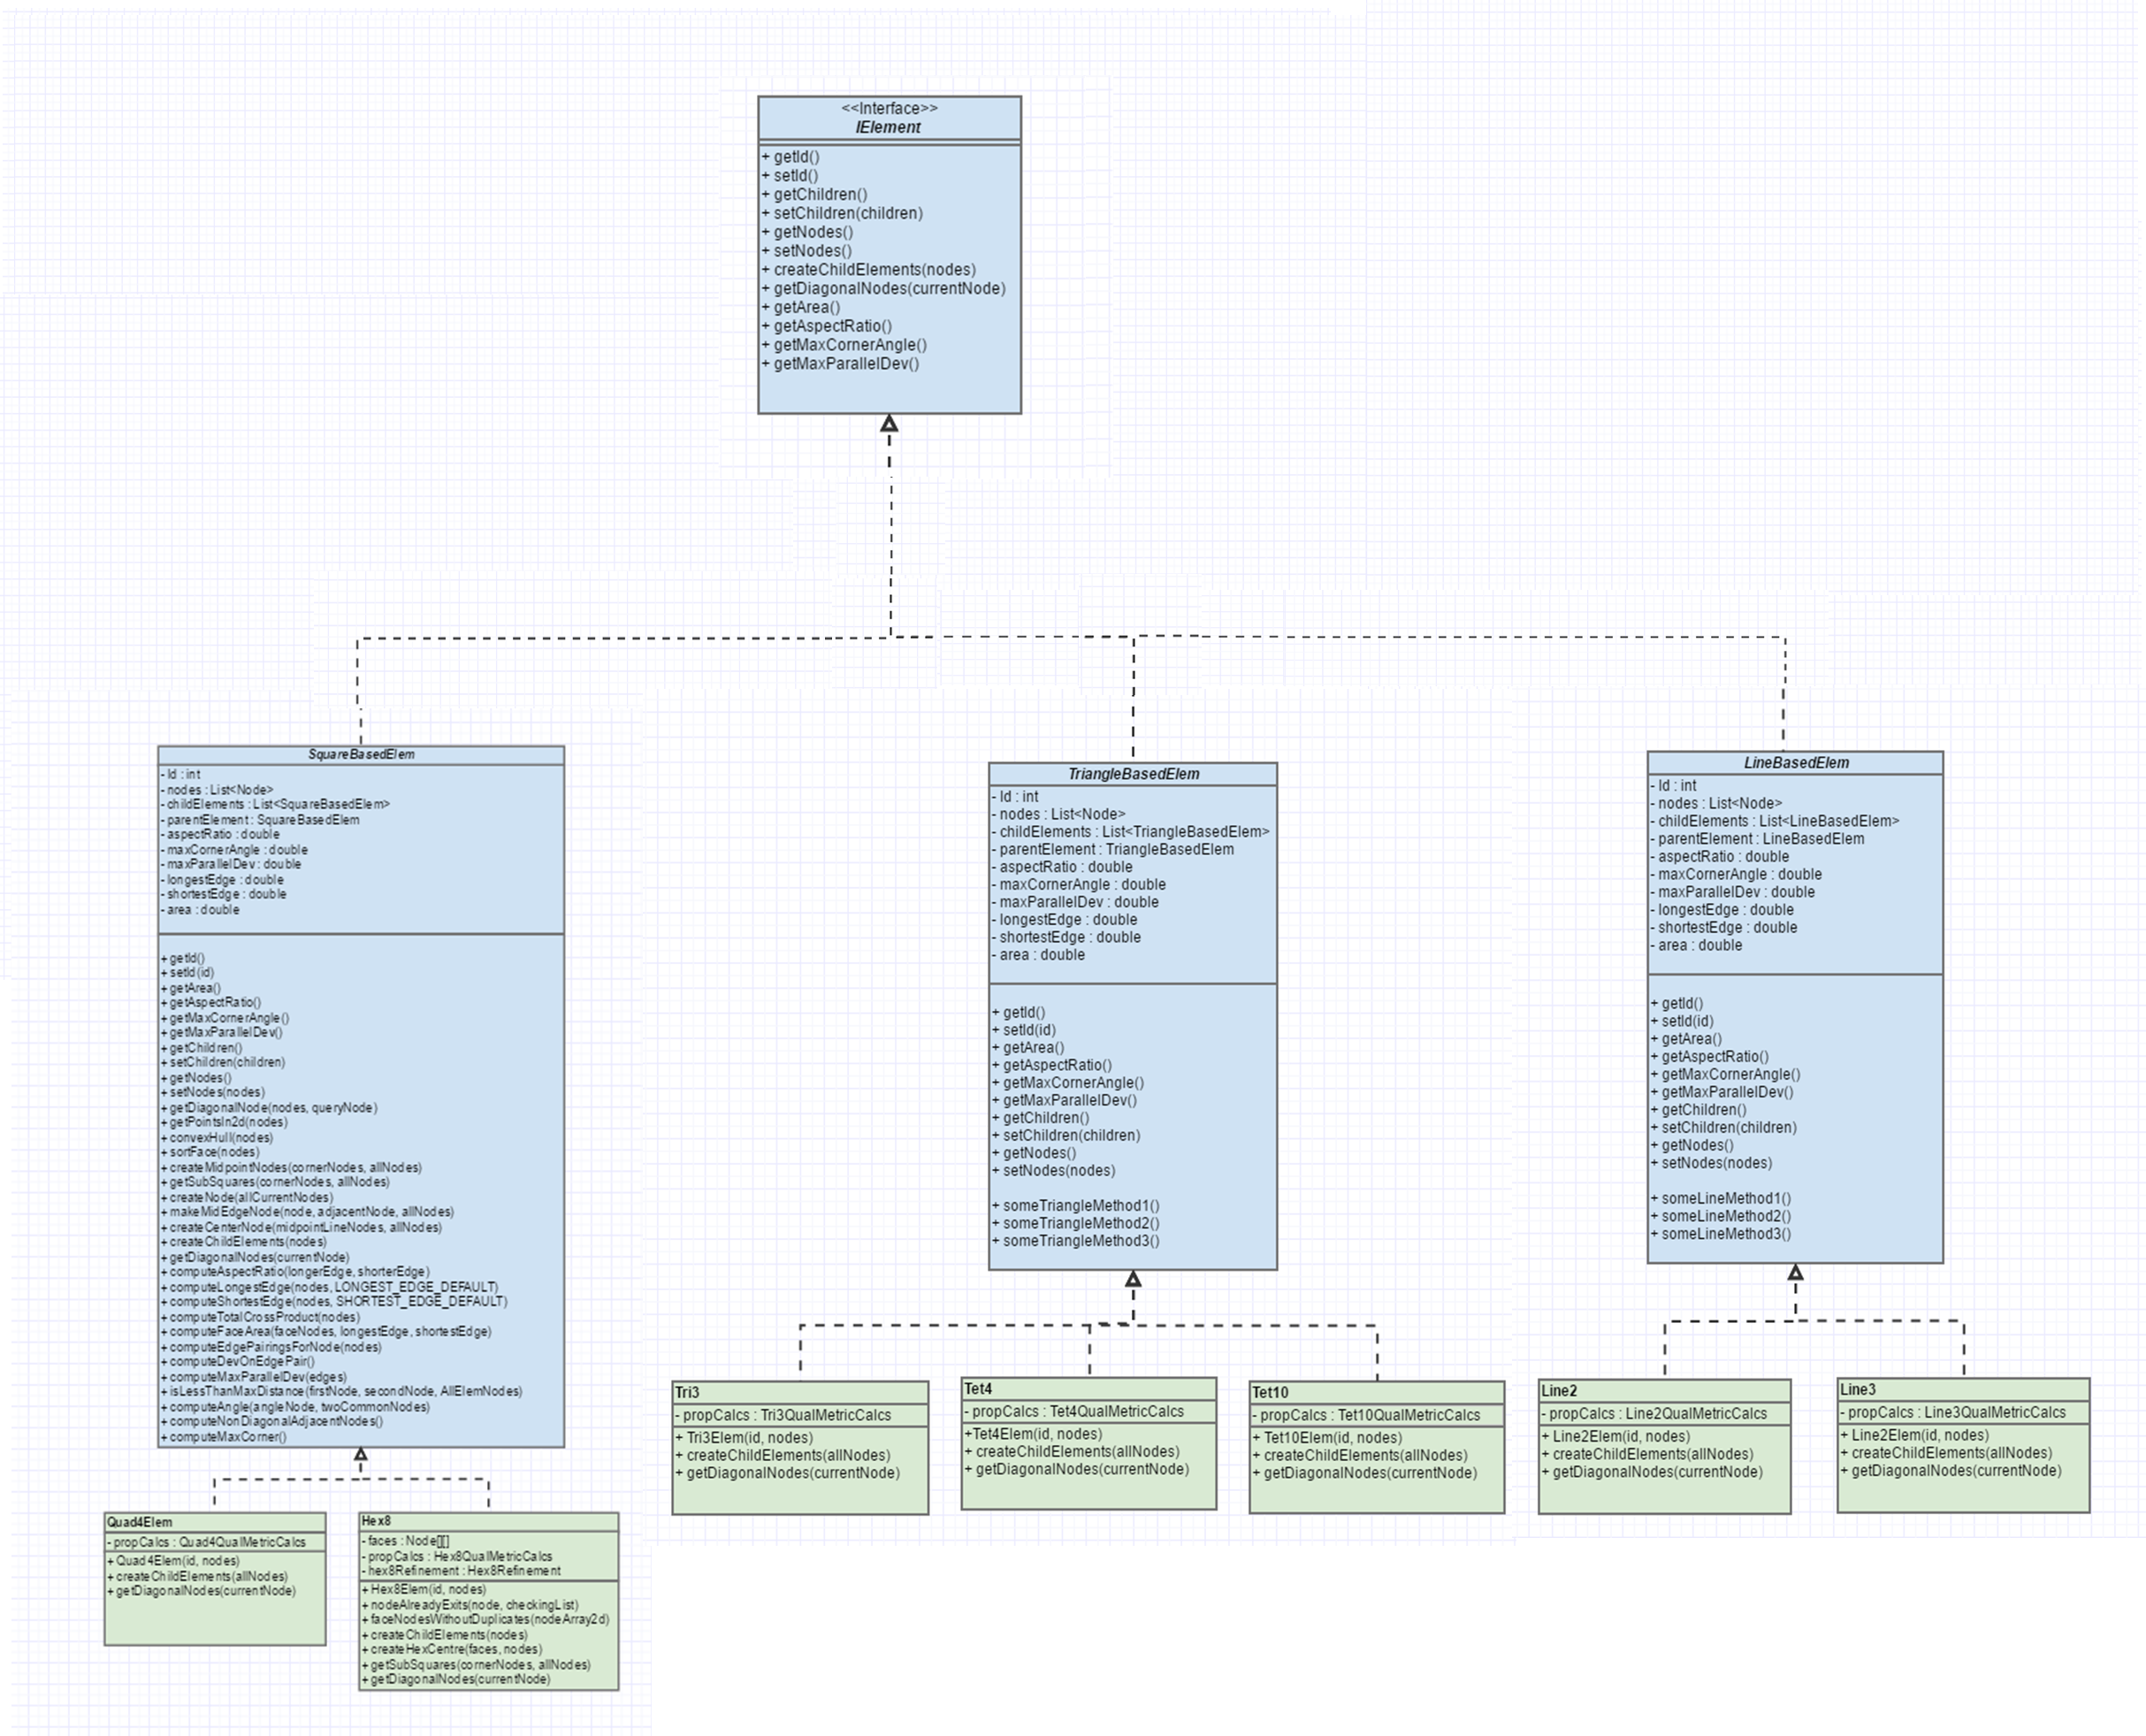 <<Interface>>
IElement
+ getId()
+ setId()
+ getChildren()
+ setChildren(children)
+ getNodes()
+ setNodes()
+ createChildElements(nodes)
+ getDiagonalNodes(currentNode)
+ getArea()
+ getAspectRatio()
+ getMaxCornerAngle()
+ getMaxParallelDev()
SquareBasedElem
- Id : int
- nodes : List<Node>
- childElements : List<SquareBasedElem>
- parentElement : SquareBasedElem
- aspectRatio : double
- maxCornerAngle : double
- maxParallelDev : double
- longestEdge : double
- shortestEdge : double
- area : double
+ getId()
+ setId(id)
+ getArea()
+ getAspectRatio()
+ getMaxCornerAngle()
+ getMaxParallelDev()
+ getChildren()
+ setChildren(children)
+ getNodes()
+ setNodes(nodes)
+ getDiagonalNode(nodes, queryNode)
+ getPointsIn2d(nodes)
+ convexHull(nodes)
+ sortFace(nodes)
+ createMidpointNodes(cornerNodes, allNodes)
+ getSubSquares(cornerNodes, allNodes)
+ createNode(allCurrentNodes)
+ makeMidEdgeNode(node, adjacentNode, allNodes)
+ createCenterNode(midpointLineNodes, allNodes)
+ createChildElements(nodes)
+ getDiagonalNodes(currentNode)
+ computeAspectRatio(longerEdge, shorterEdge)
+ computeLongestEdge(nodes, LONGEST_EDGE_DEFAULT)
+ computeShortestEdge(nodes, SHORTEST_EDGE_DEFAULT)
+ computeTotalCrossProduct(nodes)
+ computeFaceArea(faceNodes, longestEdge, shortestEdge)
+ computeEdgePairingsForNode(nodes)
+ computeDevOnEdgePair()
+ computeMaxParallelDev(edges)
+ isLessThanMaxDistance(firstNode, secondNode, AllElemNodes)
+ computeAngle(angleNode, twoCommonNodes)
+ computeNonDiagonalAdjacentNodes()
+ computeMaxCorner()
TriangleBasedElem
- Id : int
- nodes : List<Node>
- childElements : List<TriangleBasedElem>
- parentElement : TriangleBasedElem
- aspectRatio : double
- maxCornerAngle : double
- maxParallelDev : double
- longestEdge : double
- shortestEdge : double
- area : double
+ getId()
+ setId(id)
+ getArea()
+ getAspectRatio()
+ getMaxCornerAngle()
+ getMaxParallelDev()
+ getChildren()
+ setChildren(children)
+ getNodes()
+ setNodes(nodes)
+ someTriangleMethod1()
+ someTriangleMethod2()
+ someTriangleMethod3()
LineBasedElem
- Id : int
- nodes : List<Node>
- childElements : List<LineBasedElem>
- parentElement : LineBasedElem
- aspectRatio : double
- maxCornerAngle : double
- maxParallelDev : double
- longestEdge : double
- shortestEdge : double
- area : double
+ getId()
+ setId(id)
+ getArea()
+ getAspectRatio()
+ getMaxCornerAngle()
+ getMaxParallelDev()
+ getChildren()
+ setChildren(children)
+ getNodes()
+ setNodes(nodes)
+ someLineMethod1()
+ someLineMethod2()
+ someLineMethod3()
Quad4Elem
- propCalcs : Quad4QualMetricCalcs
+ Quad4Elem(id, nodes)
+ createChildElements(allNodes)
+ getDiagonalNodes(currentNode)
Hex8
- faces : Node[][]
- propCalcs : Hex8QualMetricCalcs
- hex8Refinement : Hex8Refinement
+ Hex8Elem(id, nodes)
+ nodeAlreadyExits(node, checkingList)
+ faceNodesWithoutDuplicates(nodeArray2d)
+ createChildElements(nodes)
+ createHexCentre(faces, nodes)
+ getSubSquares(cornerNodes, allNodes)
+ getDiagonalNodes(currentNode)
Tri3
- propCalcs : Tri3QualMetricCalcs
+ Tri3Elem(id, nodes)
+ createChildElements(allNodes)
+ getDiagonalNodes(currentNode)
Tet4
- propCalcs : Tet4QualMetricCalcs
+Tet4Elem(id, nodes)
+ createChildElements(allNodes)
+ getDiagonalNodes(currentNode)
Tet10
- propCalcs : Tet10QualMetricCalcs
+ Tet10Elem(id, nodes)
+ createChildElements(allNodes)
+ getDiagonalNodes(currentNode)
Line2
- propCalcs : Line2QualMetricCalcs
+ Line2Elem(id, nodes)
+ createChildElements(allNodes)
+ getDiagonalNodes(currentNode)
Line3
- propCalcs : Line3QualMetricCalcs
+ Line2Elem(id, nodes)
+ createChildElements(allNodes)
+ getDiagonalNodes(currentNode)